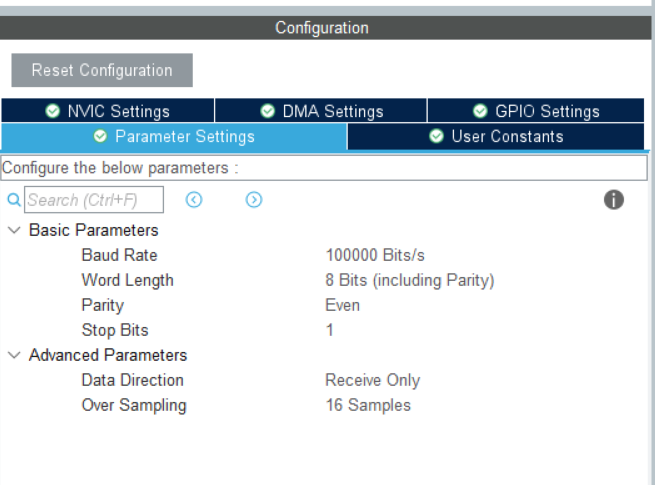 Configuration
Reset Configuration
NVIC Settings DMA Settings GPIO Settings
Parameter Settings User Constants
Configure the below parameters :
Search (Ctrl+F)
Basic Parameters
Baud Rate 100000 Bits/s
Word Length 8 Bits (including Parity)
Parity Even
Stop Bits 1
Advanced Parameters
Data Direction Receive Only
Over Sampling 16 Samples